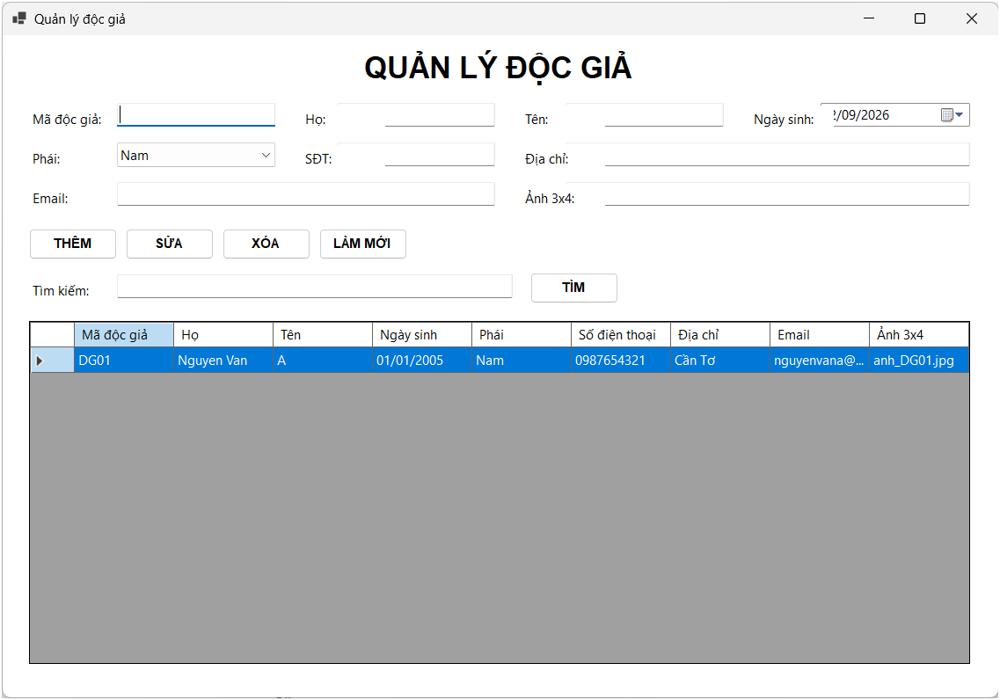 Quản lý độc giả
QUẢN LÝ ĐỘC GIẢ
Mã độc giả: Họ: Tên: Ngày sinh: 2/09/2026
Phái: Nam SĐT: Địa chỉ:
Email: Ảnh 3x4:
THÊM SỬA XÓA LÀM MỚI
Tìm kiếm: TÌM
Mã độc giả Họ Tên Ngày sinh Phái Số điện thoại Địa chỉ Email Ảnh 3x4
DG01 Nguyen Van A 01/01/2005 Nam 0987654321 Cần Tơ nguyenvana@... anh_DG01.jpg